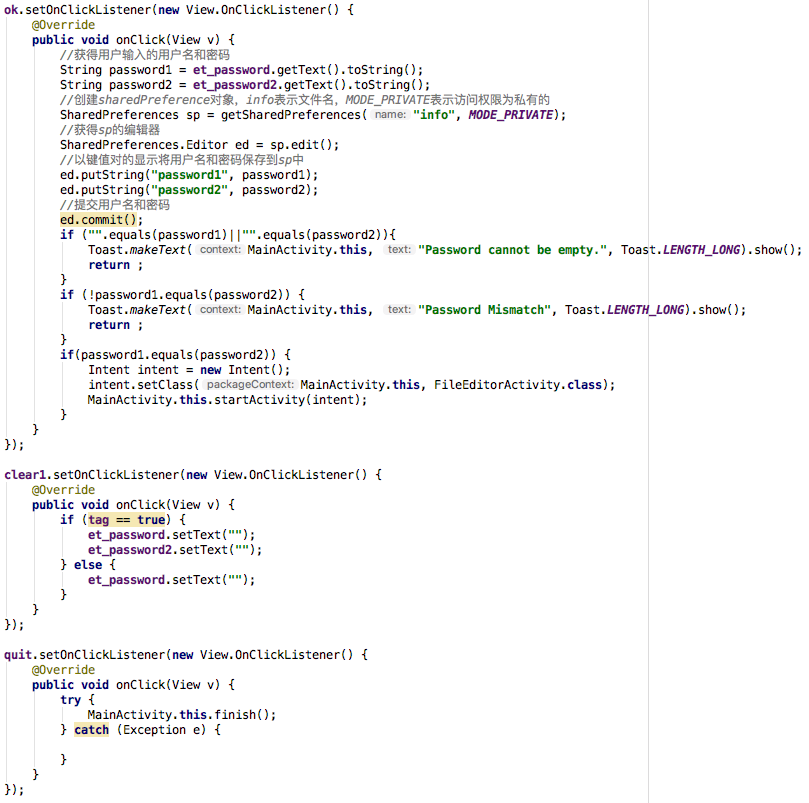 ok.setOnClickListener(new View.OnClickListener() {
    @Override
    public void onClick(View v) {
        //获得用户输入的用户名和密码
        String password1 = et_password.getText().toString();
        String password2 = et_password2.getText().toString();
        //创建sharedPreference对象，info表示文件名，MODE_PRIVATE表示访问权限为私有的
        SharedPreferences sp = getSharedPreferences( name: "info", MODE_PRIVATE);
        //获得sp的编辑器
        SharedPreferences.Editor ed = sp.edit();
        //以键值对的显示将用户名和密码保存到sp中
        ed.putString("password1", password1);
        ed.putString("password2", password2);
        //提交用户名和密码
        ed.commit();
        if ("".equals(password1)||"".equals(password2)){
            Toast.makeText( context: MainActivity.this, text: "Password cannot be empty.", Toast.LENGTH_LONG).show();
            return ;
        }
        if (!password1.equals(password2)) {
            Toast.makeText( context: MainActivity.this, text: "Password Mismatch", Toast.LENGTH_LONG).show();
            return ;
        }
        if(password1.equals(password2)) {
            Intent intent = new Intent();
            intent.setClass( packageContext: MainActivity.this, FileEditorActivity.class);
            MainActivity.this.startActivity(intent);
        }
    }
});

clear1.setOnClickListener(new View.OnClickListener() {
    @Override
    public void onClick(View v) {
        if (tag == true) {
            et_password.setText("");
            et_password2.setText("");
        } else {
            et_password.setText("");
        }
    }
});

quit.setOnClickListener(new View.OnClickListener() {
    @Override
    public void onClick(View v) {
        try {
            MainActivity.this.finish();
        } catch (Exception e) {

        }
    }
});